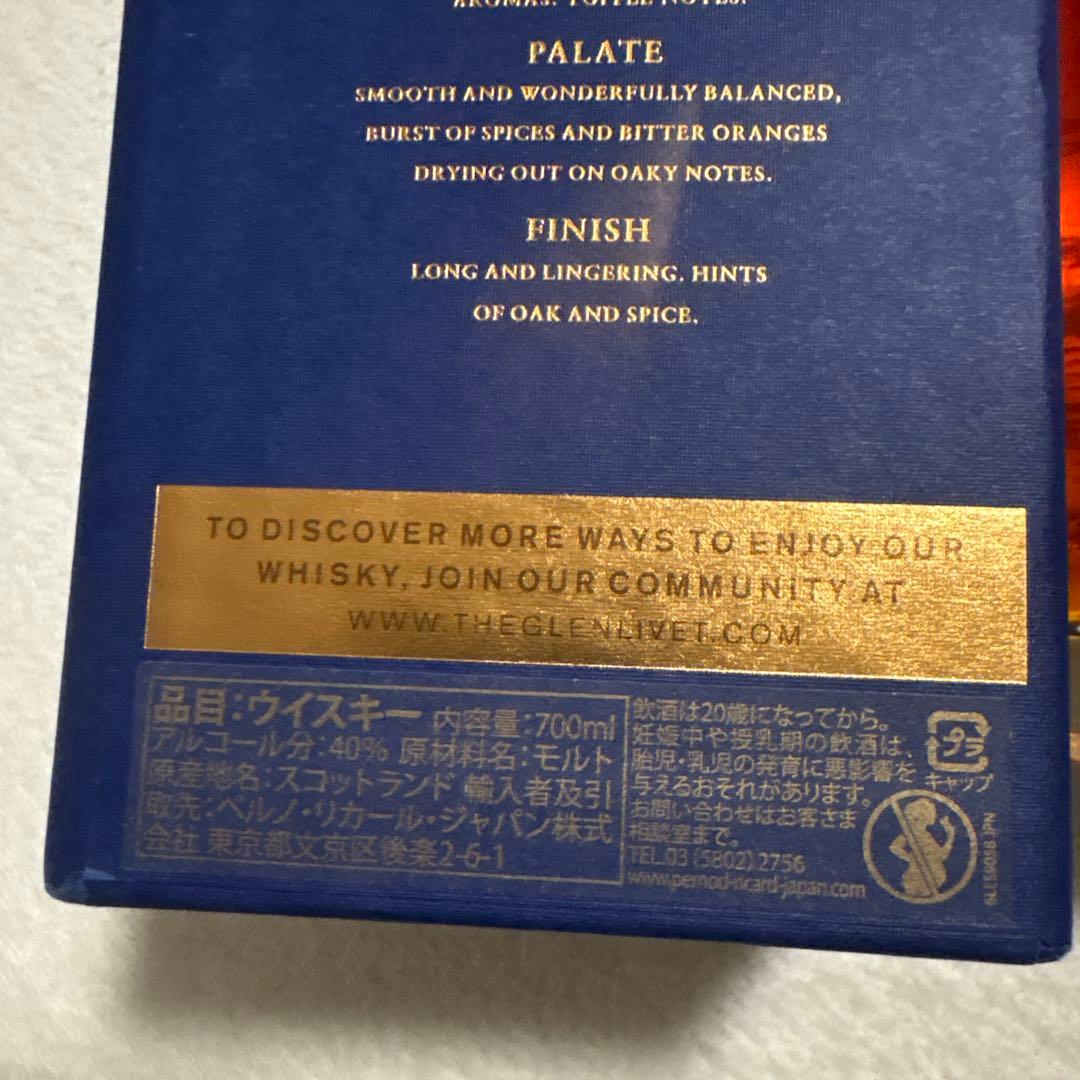 AROMAS. TOFFEE NOTES.
PALATE
SMOOTH AND WONDERFULLY BALANCED,
BURST OF SPICES AND BITTER ORANGES
DRYING OUT ON OAKY NOTES.
FINISH
LONG AND LINGERING. HINTS
OF OAK AND SPICE.
TO DISCOVER MORE WAYS TO ENJOY OUR
WHISKY, JOIN OUR COMMUNITY AT
WWW.THEGLENLIVET.COM
品目:ウイスキー 内容量:700ml
アルコール分:40% 原材料名:モルト
原産地名:スコットランド 輸入者及引
取先:ペルノ・リカール・ジャパン株式
会社 東京都文京区後楽2-6-1
飲酒は20歳になってから。
妊娠中や授乳期の飲酒は、
胎児・乳児の発育に悪影響を
与えるおそれがあります。
お問い合わせはお客さま
相談室まで。
TEL.03(5802)2756
www.pernod-ricard-japan.com
プラ
キャップ